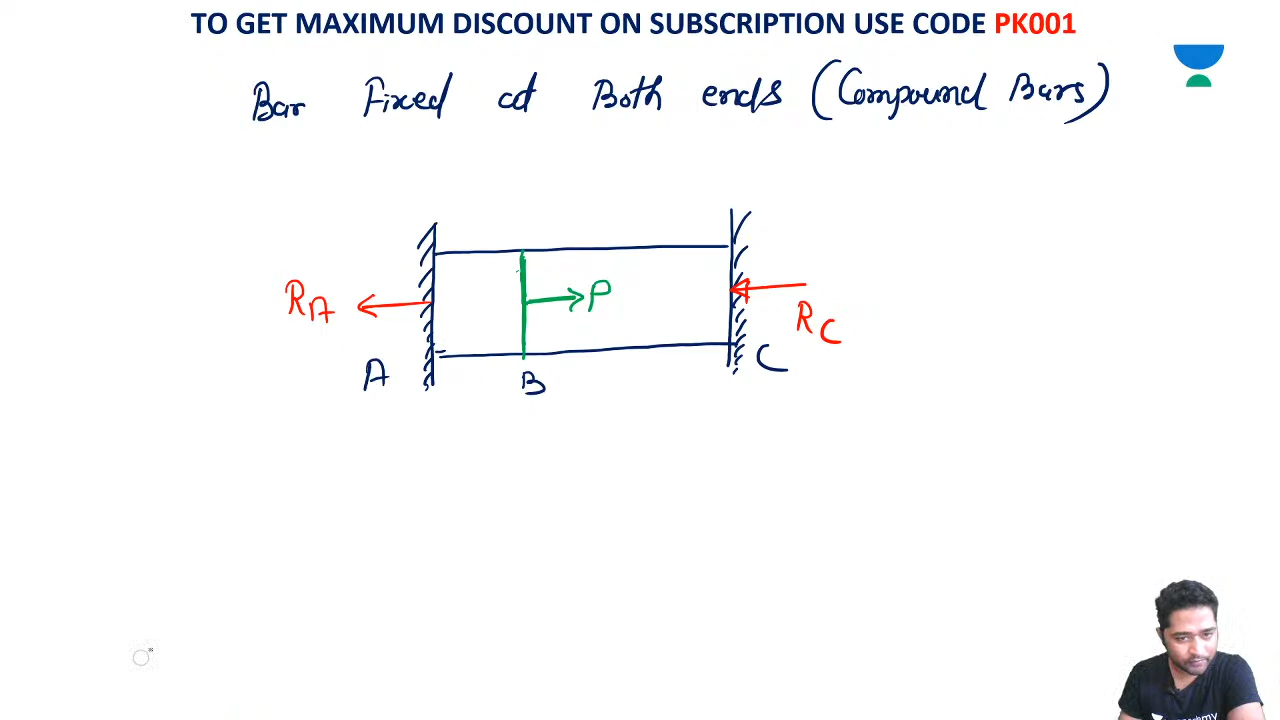 TO GET MAXIMUM DISCOUNT ON SUBSCRIPTION USE CODE PK001
Bar Fixed at Both ends (Compound Bars)
RA
P
RC
A
B
C